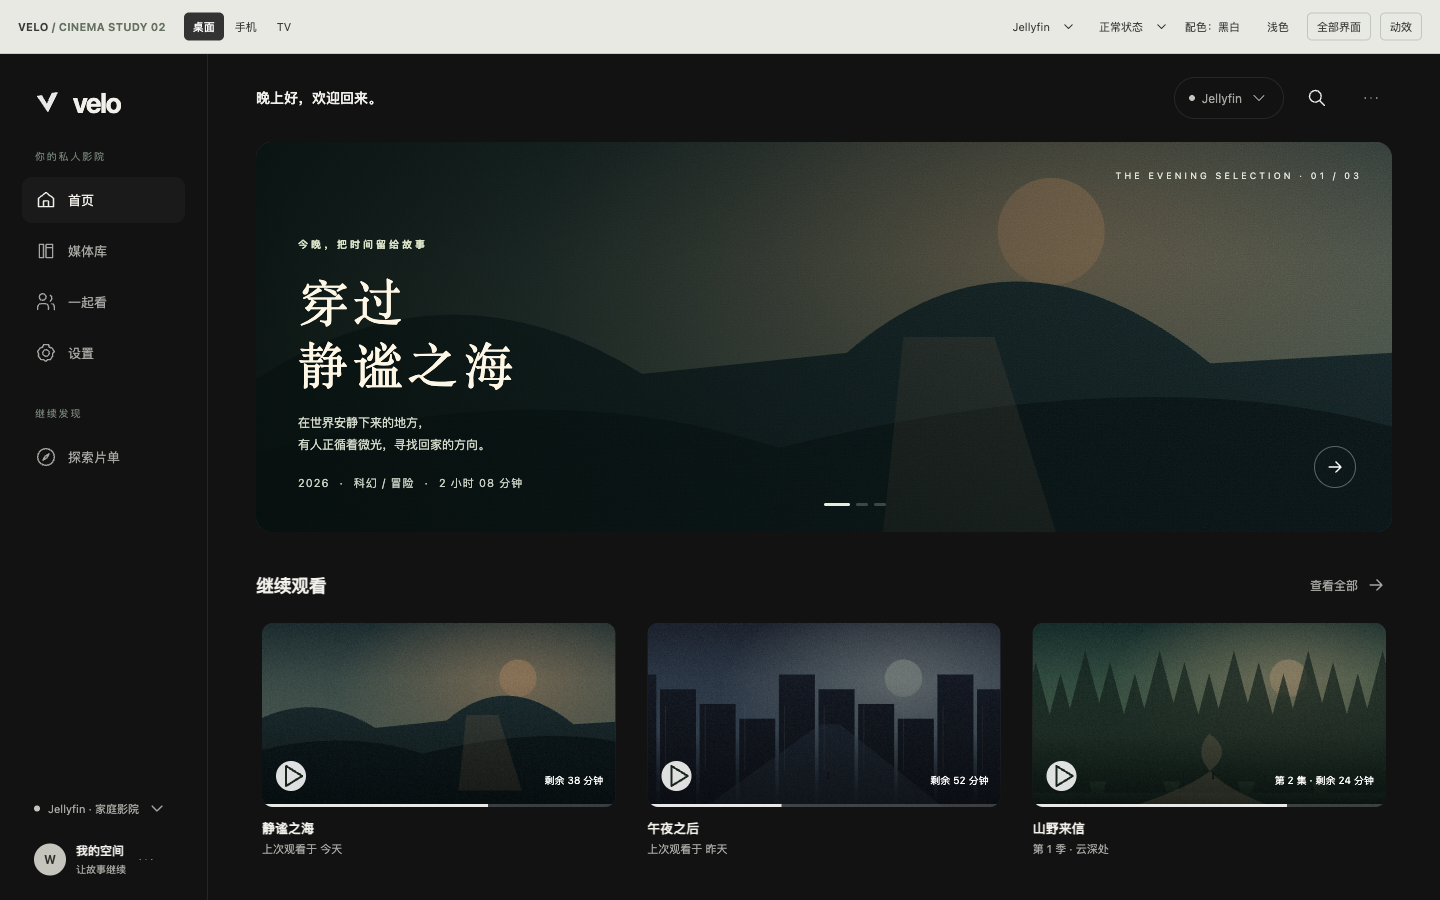 VELO / CINEMA STUDY 02
桌面
手机
TV
Jellyfin
正常状态
配色：黑白
浅色
全部界面
动效
velo
你的私人影院
首页
媒体库
一起看
设置
继续发现
探索片单
Jellyfin · 家庭影院
W
我的空间
让故事继续
晚上好，欢迎回来。
Jellyfin
THE EVENING SELECTION · 01 / 03
今晚，把时间留给故事
穿过
静谧之海
在世界安静下来的地方，
有人正循着微光，寻找回家的方向。
2026 · 科幻 / 冒险 · 2 小时 08 分钟
继续观看
查看全部
剩余 38 分钟
静谧之海
上次观看于 今天
剩余 52 分钟
午夜之后
上次观看于 昨天
第 2 集 · 剩余 24 分钟
山野来信
第 1 季 · 云深处